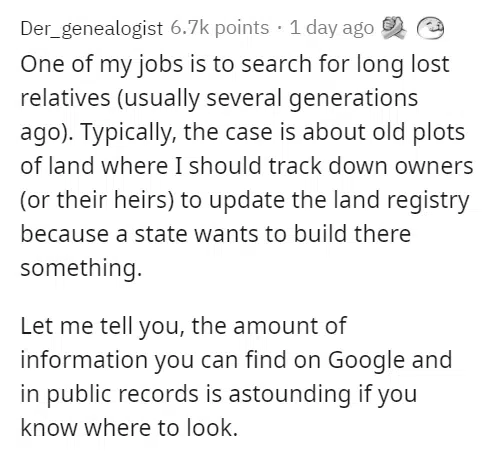 Der_genealogist 6.7k points · 1 day ago
One of my jobs is to search for long lost
relatives (usually several generations
ago). Typically, the case is about old plots
of land where I should track down owners
(or their heirs) to update the land registry
because a state wants to build there
something.
Let me tell you, the amount of
information you can find on Google and
in public records is astounding if you
know where to look.